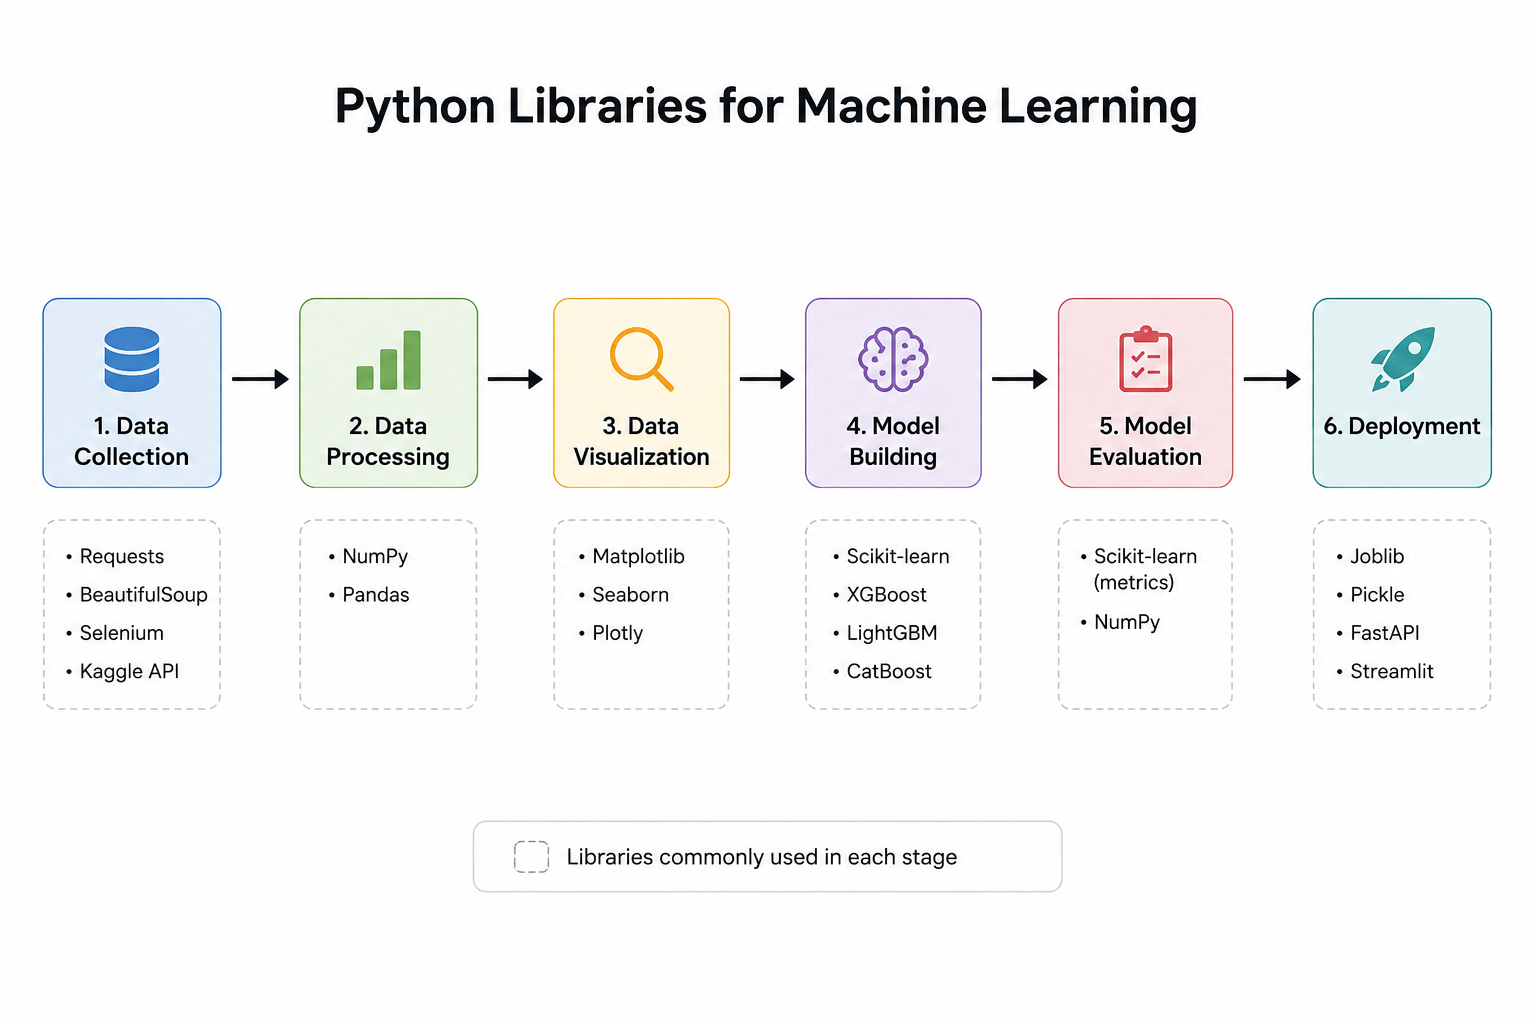 Python Libraries for Machine Learning
1. Data
Collection
2. Data
Processing
3. Data
Visualization
4. Model
Building
5. Model
Evaluation
6. Deployment
• Requests
• BeautifulSoup
• Selenium
• Kaggle API
• NumPy
• Pandas
• Matplotlib
• Seaborn
• Plotly
• Scikit-learn
• XGBoost
• LightGBM
• CatBoost
• Scikit-learn
(metrics)
• NumPy
• Joblib
• Pickle
• FastAPI
• Streamlit
Libraries commonly used in each stage